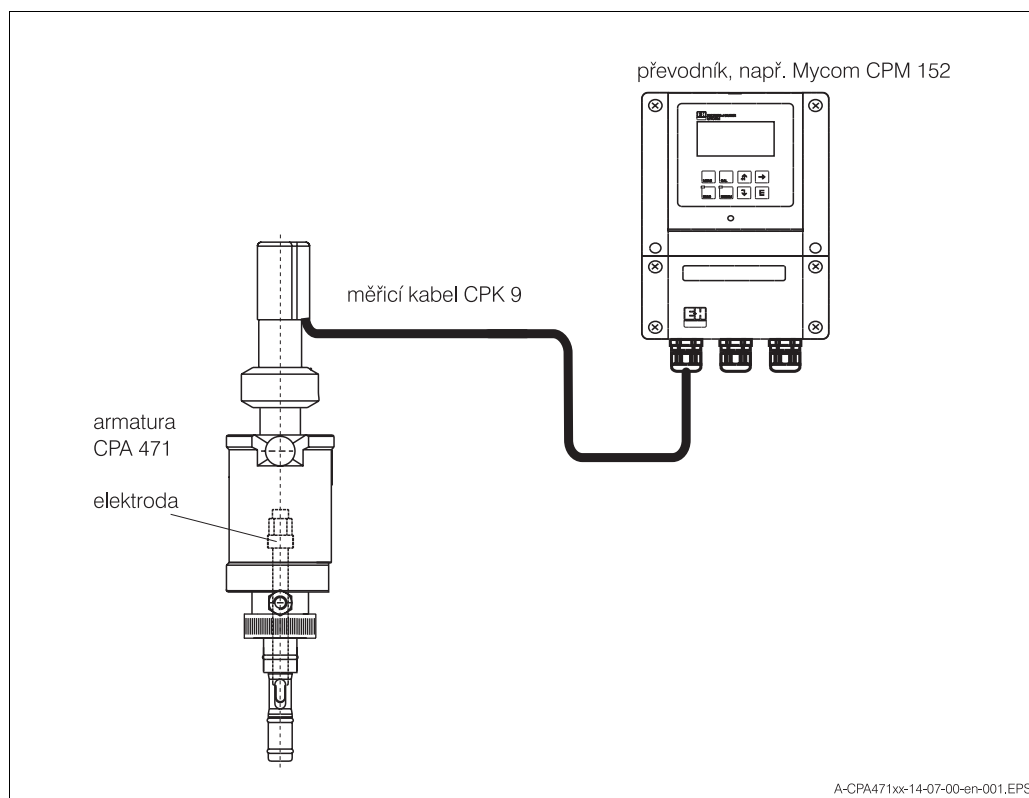 převodník, např. Mycom CPM 152
měřicí kabel CPK 9
armatura
CPA 471
elektroda
E
A-CPA471xx-14-07-00-en-001.EPS